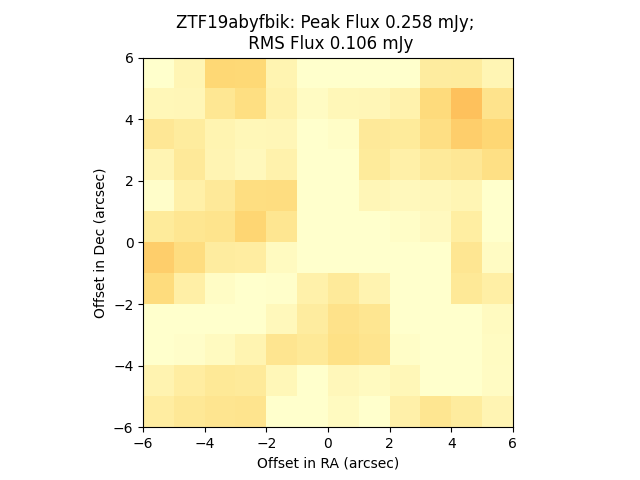 ZTF19abyfbik: Peak Flux 0.258 mJy;
RMS Flux 0.106 mJy
6
4
2
0
−2
−4
−6
Offset in Dec (arcsec)
−6 −4 −2 0 2 4 6
Offset in RA (arcsec)